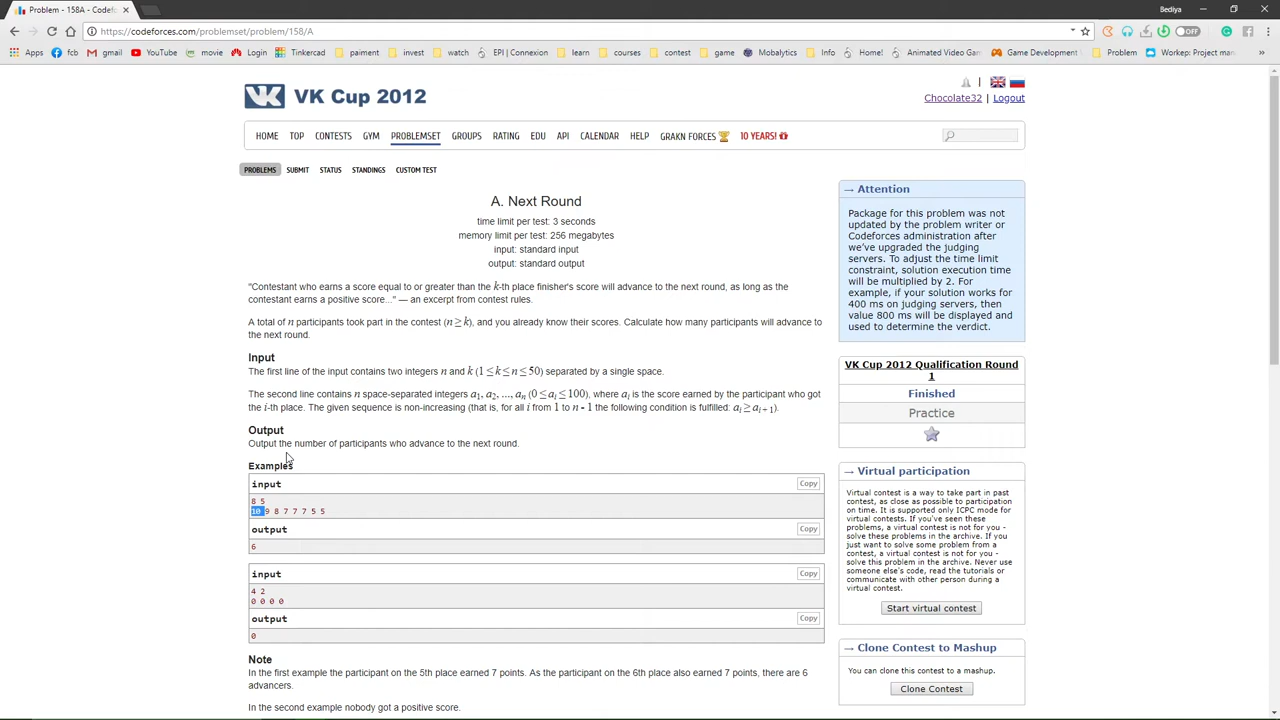 Problem - 158A - Codef
Bediya
https://codeforces.com/problemset/problem/158/A
Apps fcb gmail YouTube movie Login Tinkercad paiment invest watch EPI | Connexion learn courses contest game Mobalytics Info Home! Animated Video Gam Game Development Problem Workep: Project man
OFF
VK Cup 2012
Chocolate32 | Logout
HOME TOP CONTESTS GYM PROBLEMSET GROUPS RATING EDU API CALENDAR HELP GRAKN FORCES 10 YEARS!
PROBLEMS SUBMIT STATUS STANDINGS CUSTOM TEST
A. Next Round
time limit per test: 3 seconds
memory limit per test: 256 megabytes
input: standard input
output: standard output
"Contestant who earns a score equal to or greater than the k-th place finisher's score will advance to the next round, as long as the
contestant earns a positive score..." — an excerpt from contest rules.
A total of n participants took part in the contest (n ≥ k), and you already know their scores. Calculate how many participants will advance to
the next round.
Input
The first line of the input contains two integers n and k (1 ≤ k ≤ n ≤ 50) separated by a single space.
The second line contains n space-separated integers a1, a2, ..., an (0 ≤ ai ≤ 100), where ai is the score earned by the participant who got
the i-th place. The given sequence is non-increasing (that is, for all i from 1 to n - 1 the following condition is fulfilled: ai ≥ ai + 1).
Output
Output the number of participants who advance to the next round.
Examples
input
Copy
8 5
10 9 8 7 7 7 5 5
output
Copy
6
input
Copy
4 2
0 0 0 0
output
Copy
0
Note
In the first example the participant on the 5th place earned 7 points. As the participant on the 6th place also earned 7 points, there are 6
advancers.
In the second example nobody got a positive score.
→ Attention
Package for this problem was not
updated by the problem writer or
Codeforces administration after
we've upgraded the judging
servers. To adjust the time limit
constraint, solution execution time
will be multiplied by 2. For
example, if your solution works for
400 ms on judging servers, then
value 800 ms will be displayed and
used to determine the verdict.
VK Cup 2012 Qualification Round
1
Finished
Practice
→ Virtual participation
Virtual contest is a way to take part in past
contest, as close as possible to participation
on time. It is supported only ICPC mode for
virtual contests. If you've seen these
problems, a virtual contest is not for you -
solve these problems in the archive. If you
just want to solve some problem from a
contest, a virtual contest is not for you -
solve this problem in the archive. Never use
someone else's code, read the tutorials or
communicate with other person during a
virtual contest.
Start virtual contest
→ Clone Contest to Mashup
You can clone this contest to a mashup.
Clone Contest